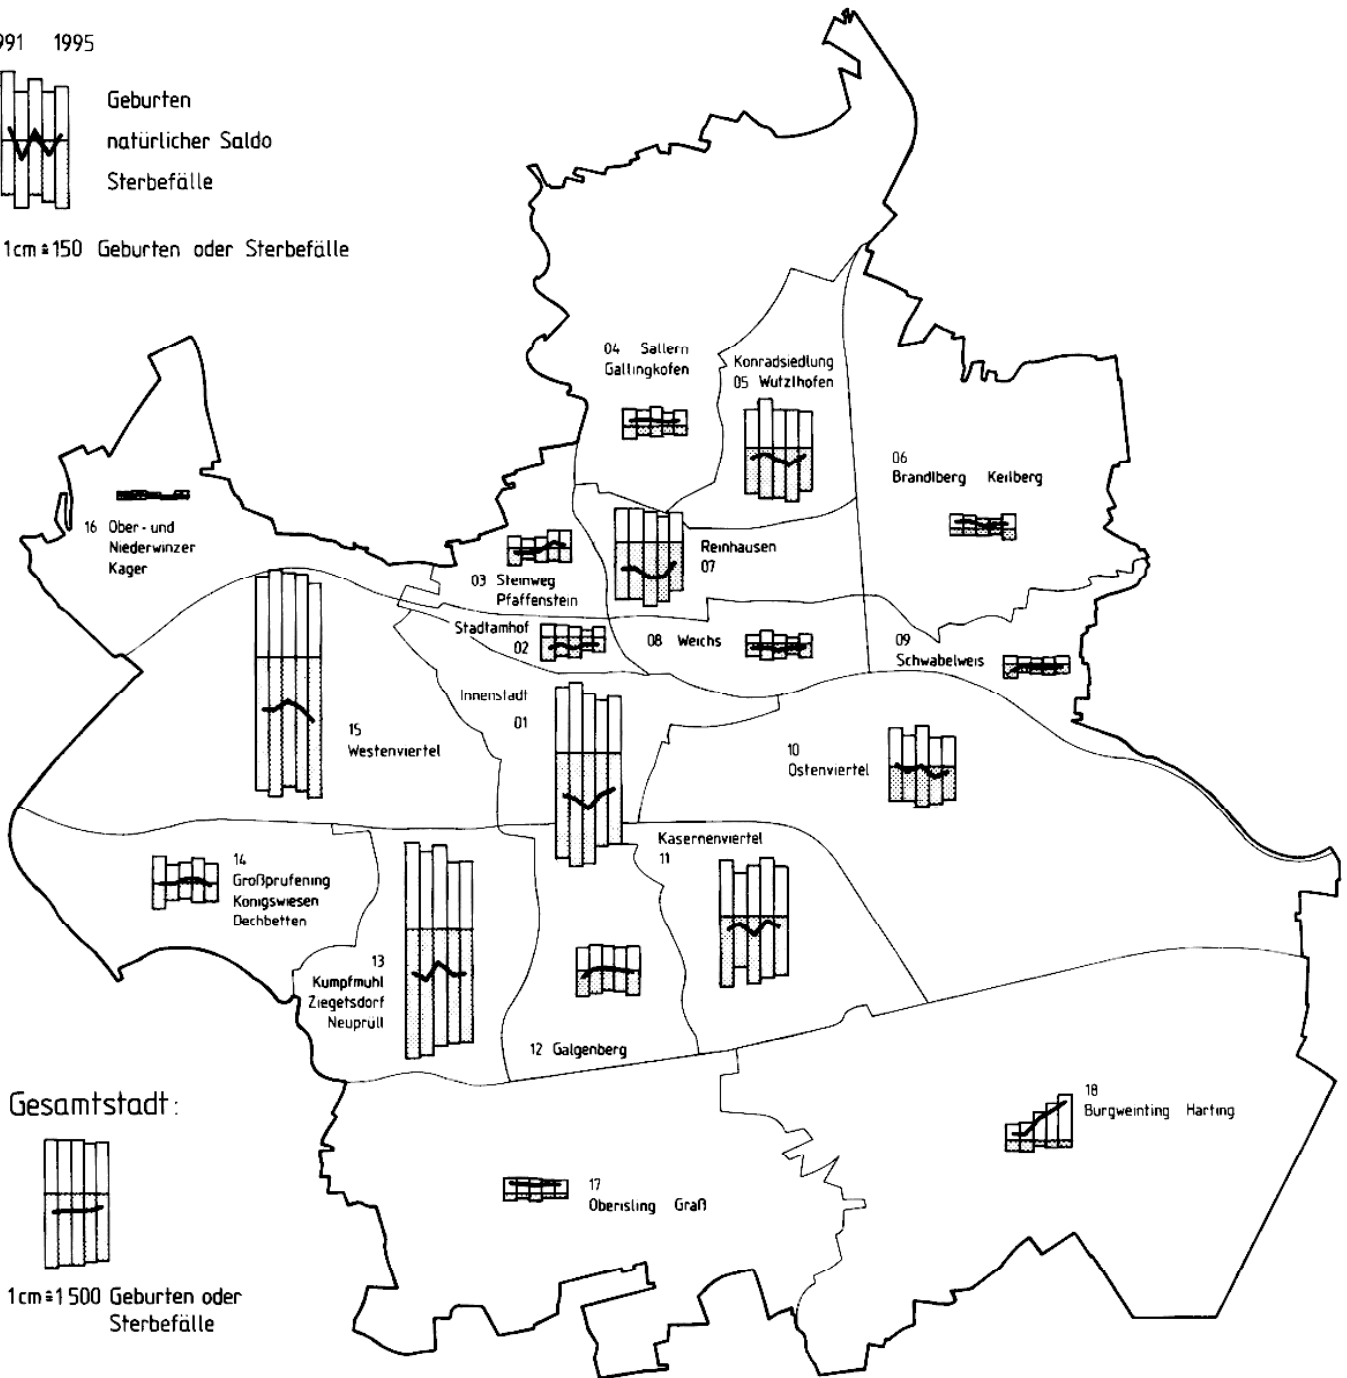 991 1995
Geburten
natürlicher Saldo
Sterbefälle
1cm≙150 Geburten oder Sterbefälle
04 Sallern
Gallingkofen
Konradsiedlung
05 Wutzlhofen
06
Brandlberg Keilberg
16 Ober- und
Niederwinzer
Kager
03 Steinweg
Pfaffenstein
Reinhausen
07
Stadtamhof
02
08 Weichs
09
Schwabelweis
Innenstadt
01
15
Westenviertel
10
Ostenviertel
Kasernenviertel
11
14
Großprüfening
Königswiesen
Dechbetten
13
Kumpfmühl
Ziegetsdorf
Neuprüll
12 Galgenberg
Gesamtstadt:
1cm≙1500 Geburten oder
Sterbefälle
18
Burgweinting Harting
17
Oberisling Graß